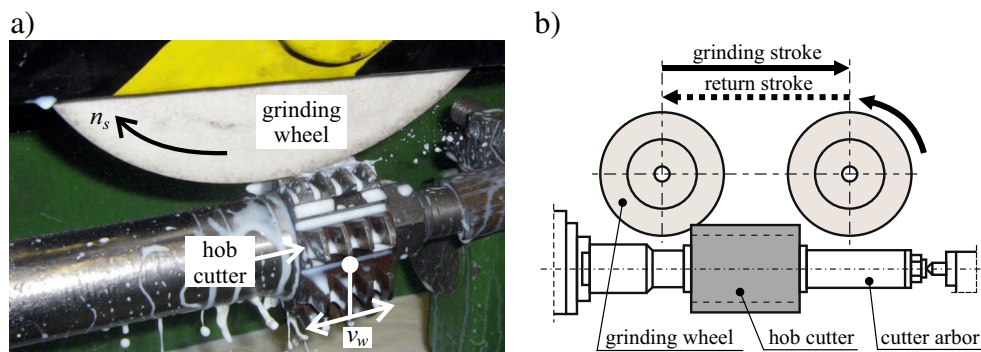 a)
n_s
grinding
wheel
hob
cutter
v_w
b)
grinding stroke
return stroke
grinding wheel
hob cutter
cutter arbor